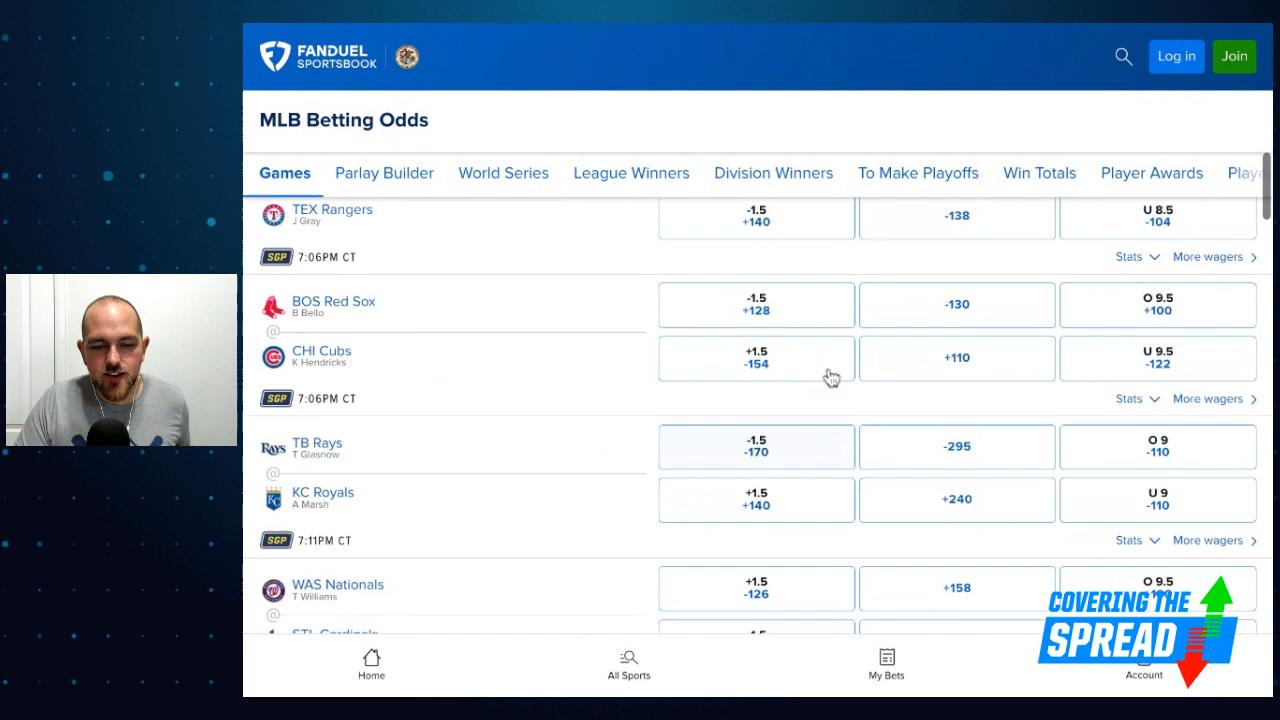 FANDUEL
SPORTSBOOK
Log in
Join
MLB Betting Odds
Games Parlay Builder World Series League Winners Division Winners To Make Playoffs Win Totals Player Awards Playe
TEX Rangers
J Gray
-1.5
+140
-138
U 8.5
-104
SGP 7:06PM CT
Stats More wagers
BOS Red Sox
B Bello
-1.5
+128
-130
O 9.5
+100
@
CHI Cubs
K Hendricks
+1.5
-154
+110
U 9.5
-122
SGP 7:06PM CT
Stats More wagers
TB Rays
T Glasnow
-1.5
-170
-295
O 9
-110
@
KC Royals
A Marsh
+1.5
+140
+240
U 9
-110
SGP 7:11PM CT
Stats More wagers
WAS Nationals
T Williams
+1.5
-126
+158
O 9.5
@
STL Cardinals
COVERING THE
SPREAD
Home
All Sports
My Bets
Account